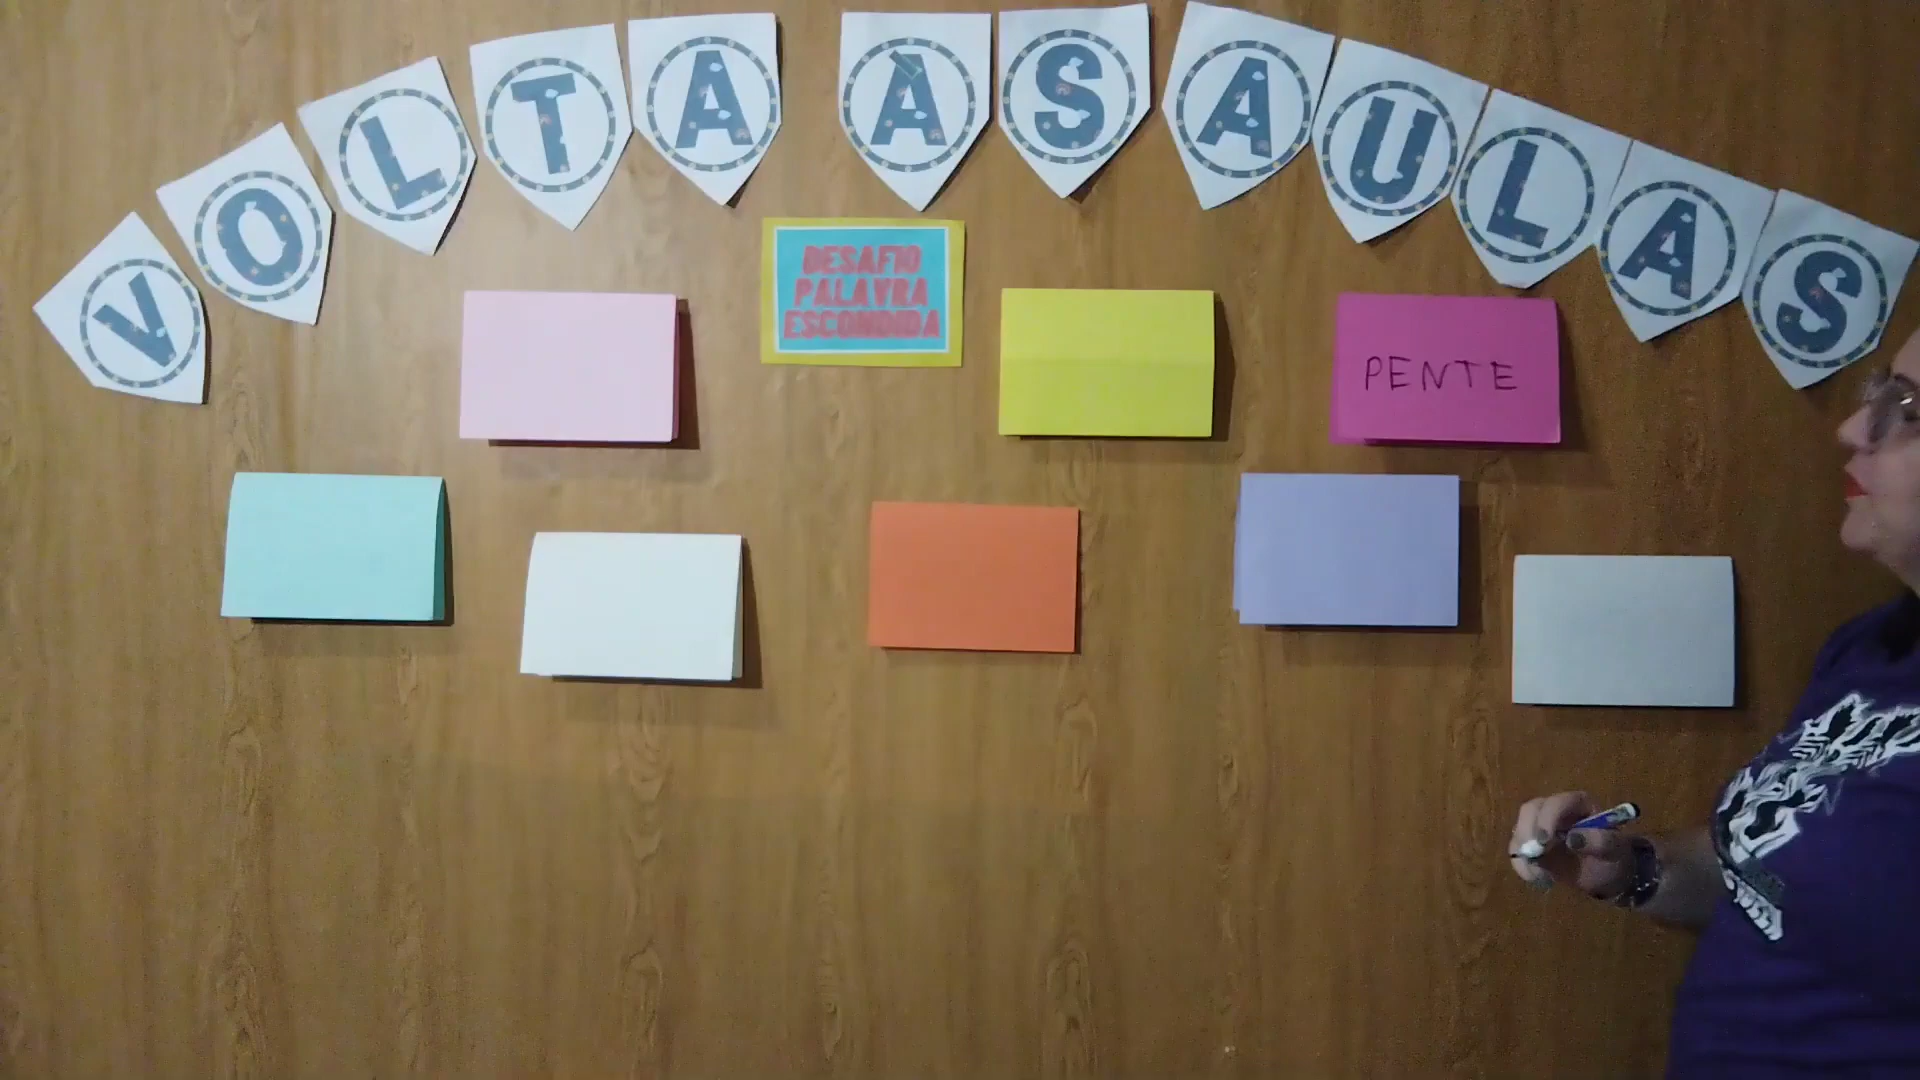 VOLTA ÀS AULAS
DESAFIO
PALAVRA
ESCONDIDA
PENTE